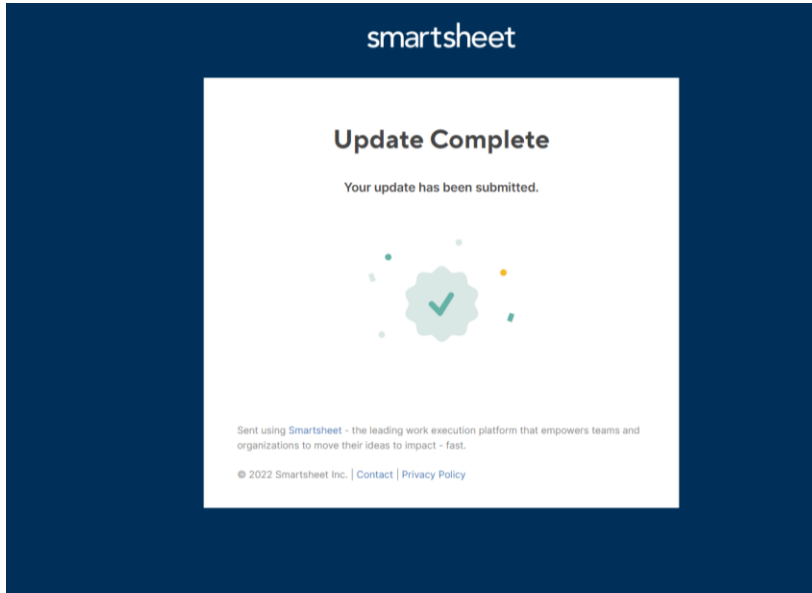 smartsheet
Update Complete
Your update has been submitted.
Sent using Smartsheet - the leading work execution platform that empowers teams and
organizations to move their ideas to impact - fast.
© 2022 Smartsheet Inc. | Contact | Privacy Policy